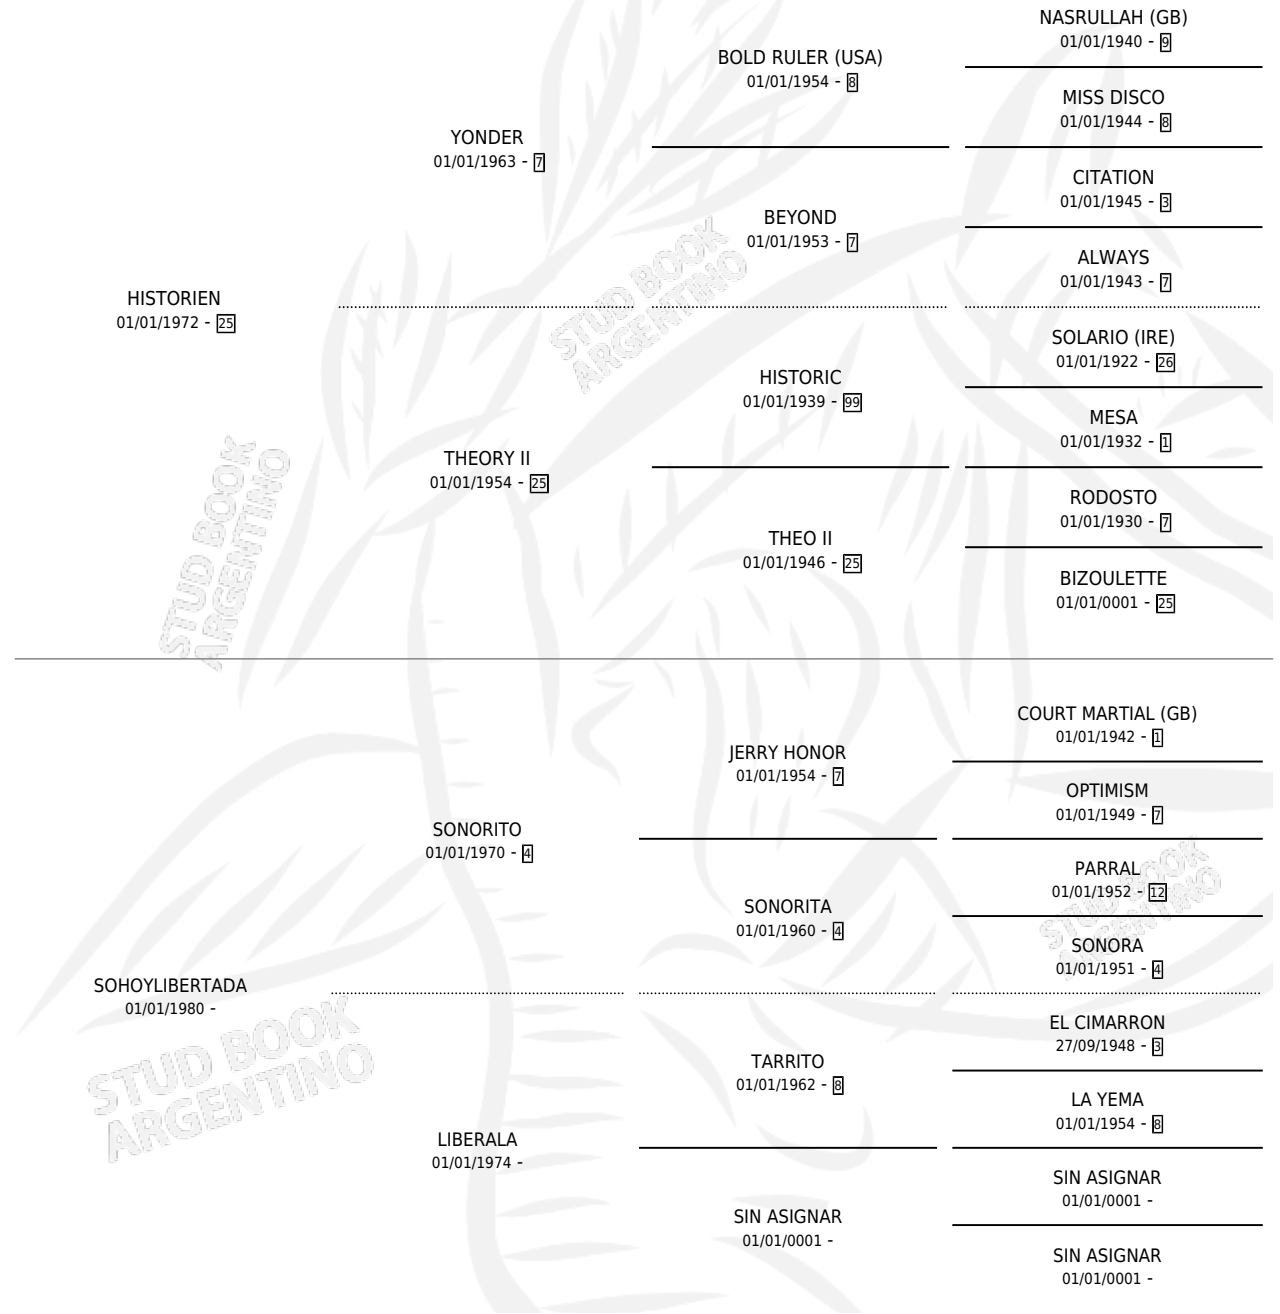 NASRULLAH (GB)
01/01/1940 - 9
BOLD RULER (USA)
01/01/1954 - 8
MISS DISCO
01/01/1944 - 8
YONDER
01/01/1963 - 7
CITATION
01/01/1945 - 3
BEYOND
01/01/1953 - 7
ALWAYS
01/01/1943 - 7
HISTORIEN
01/01/1972 - 25
SOLARIO (IRE)
01/01/1922 - 26
HISTORIC
01/01/1939 - 99
MESA
01/01/1932 - 1
THEORY II
01/01/1954 - 25
RODOSTO
01/01/1930 - 7
THEO II
01/01/1946 - 25
BIZOULETTE
01/01/0001 - 25
COURT MARTIAL (GB)
01/01/1942 - 1
JERRY HONOR
01/01/1954 - 7
OPTIMISM
01/01/1949 - 7
SONORITO
01/01/1970 - 4
PARRAL
01/01/1952 - 12
SONORITA
01/01/1960 - 4
SONORA
01/01/1951 - 4
SOHOYLIBERTADA
01/01/1980 -
EL CIMARRON
27/09/1948 - 3
TARRITO
01/01/1962 - 8
LA YEMA
01/01/1954 - 8
LIBERALA
01/01/1974 -
SIN ASIGNAR
01/01/0001 -
SIN ASIGNAR
01/01/0001 -
SIN ASIGNAR
01/01/0001 -
STUD BOOK
ARGENTINO
STUD BOOK
ARGENTINO
STUD BOOK
ARGENTINO
STUD BOOK
ARGENTINO